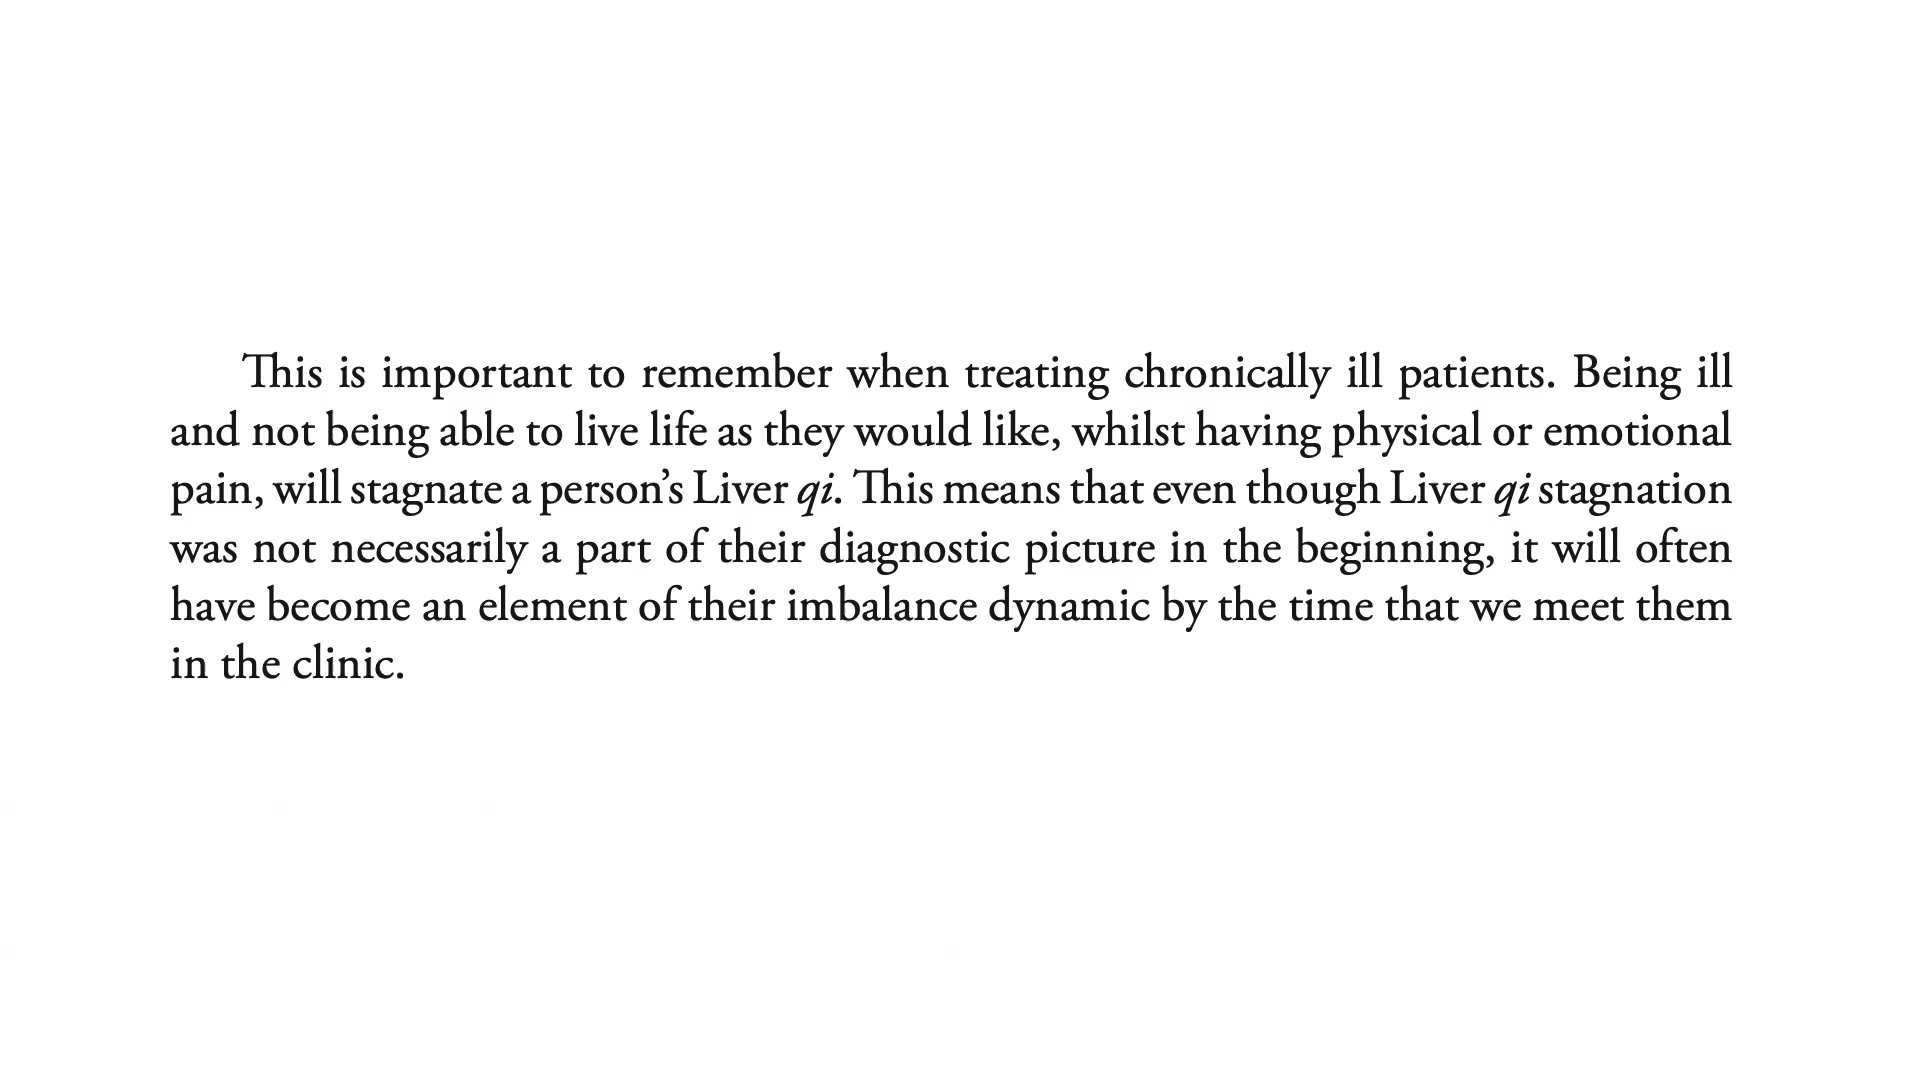 This is important to remember when treating chronically ill patients. Being ill
and not being able to live life as they would like, whilst having physical or emotional
pain, will stagnate a person’s Liver qi. This means that even though Liver qi stagnation
was not necessarily a part of their diagnostic picture in the beginning, it will often
have become an element of their imbalance dynamic by the time that we meet them
in the clinic.